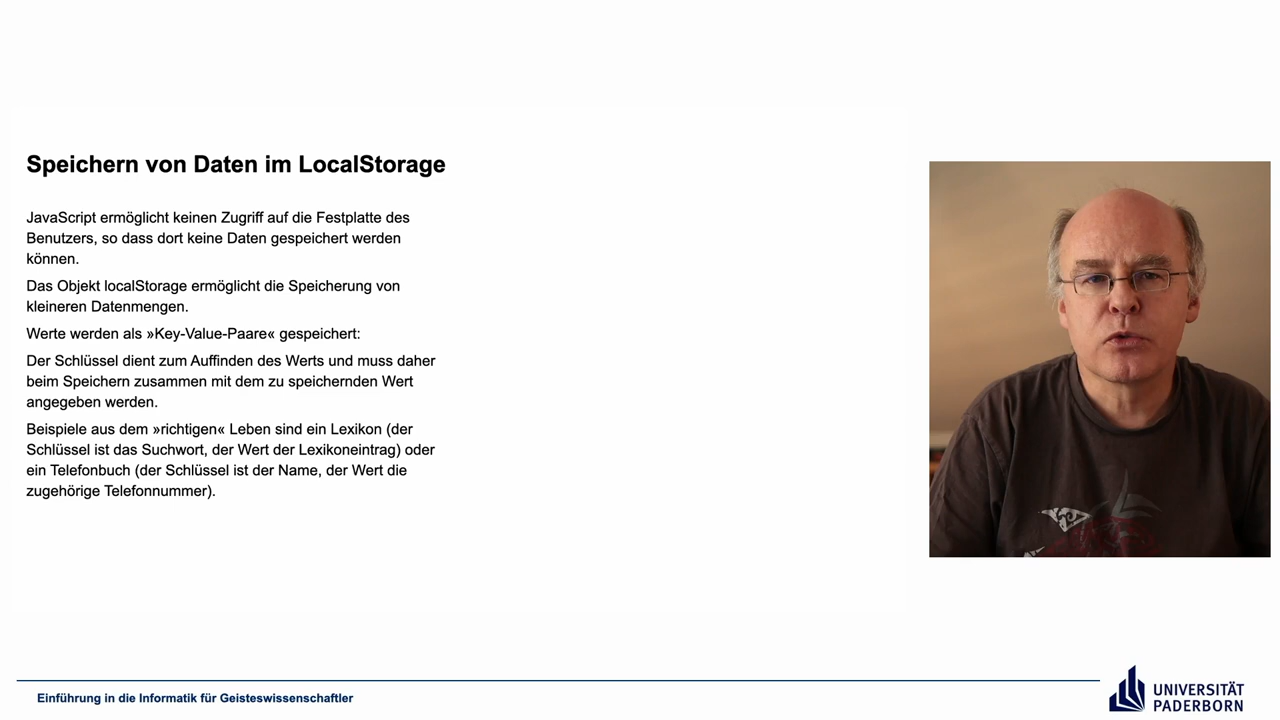 Speichern von Daten im LocalStorage
JavaScript ermöglicht keinen Zugriff auf die Festplatte des
Benutzers, so dass dort keine Daten gespeichert werden
können.
Das Objekt localStorage ermöglicht die Speicherung von
kleineren Datenmengen.
Werte werden als »Key-Value-Paare« gespeichert:
Der Schlüssel dient zum Auffinden des Werts und muss daher
beim Speichern zusammen mit dem zu speichernden Wert
angegeben werden.
Beispiele aus dem »richtigen« Leben sind ein Lexikon (der
Schlüssel ist das Suchwort, der Wert der Lexikoneintrag) oder
ein Telefonbuch (der Schlüssel ist der Name, der Wert die
zugehörige Telefonnummer).
Einführung in die Informatik für Geisteswissenschaftler
UNIVERSITÄT
PADERBORN